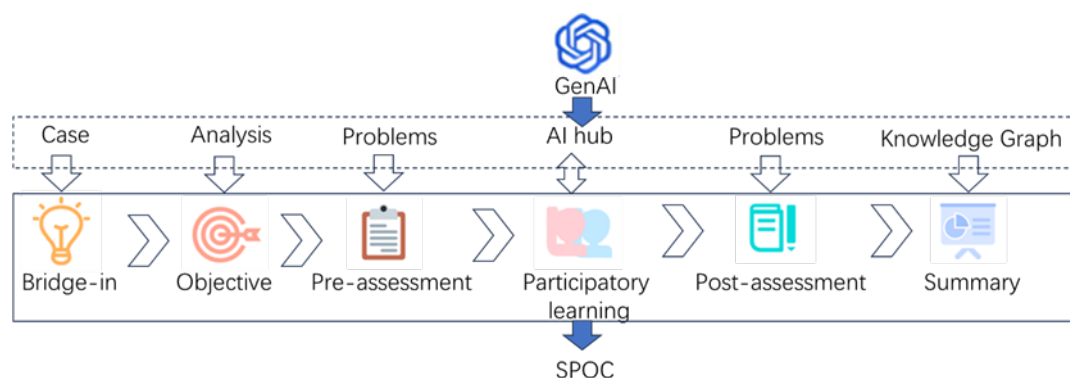 GenAI
Case Analysis Problems AI hub Problems Knowledge Graph
Bridge-in Objective Pre-assessment Participatory learning Post-assessment Summary
SPOC